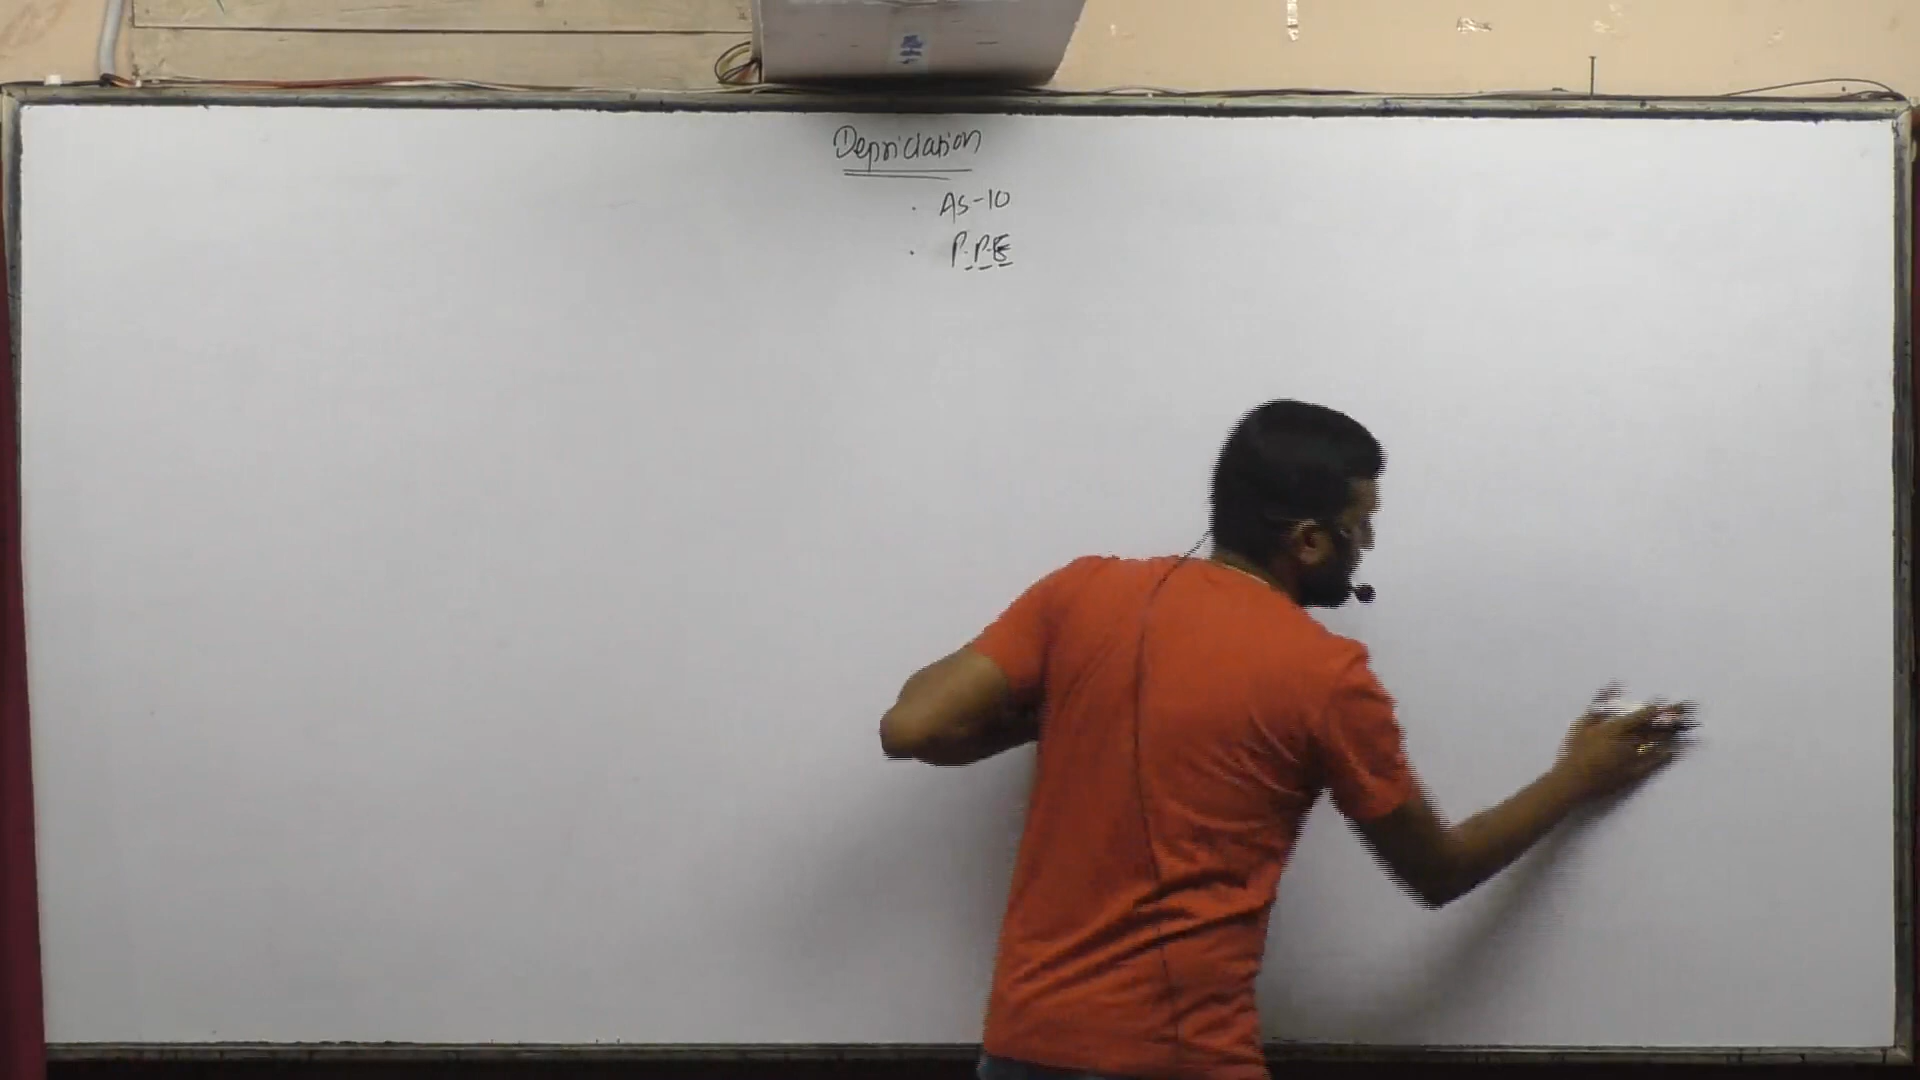 Depriciation
· AS-10
· P.P.E